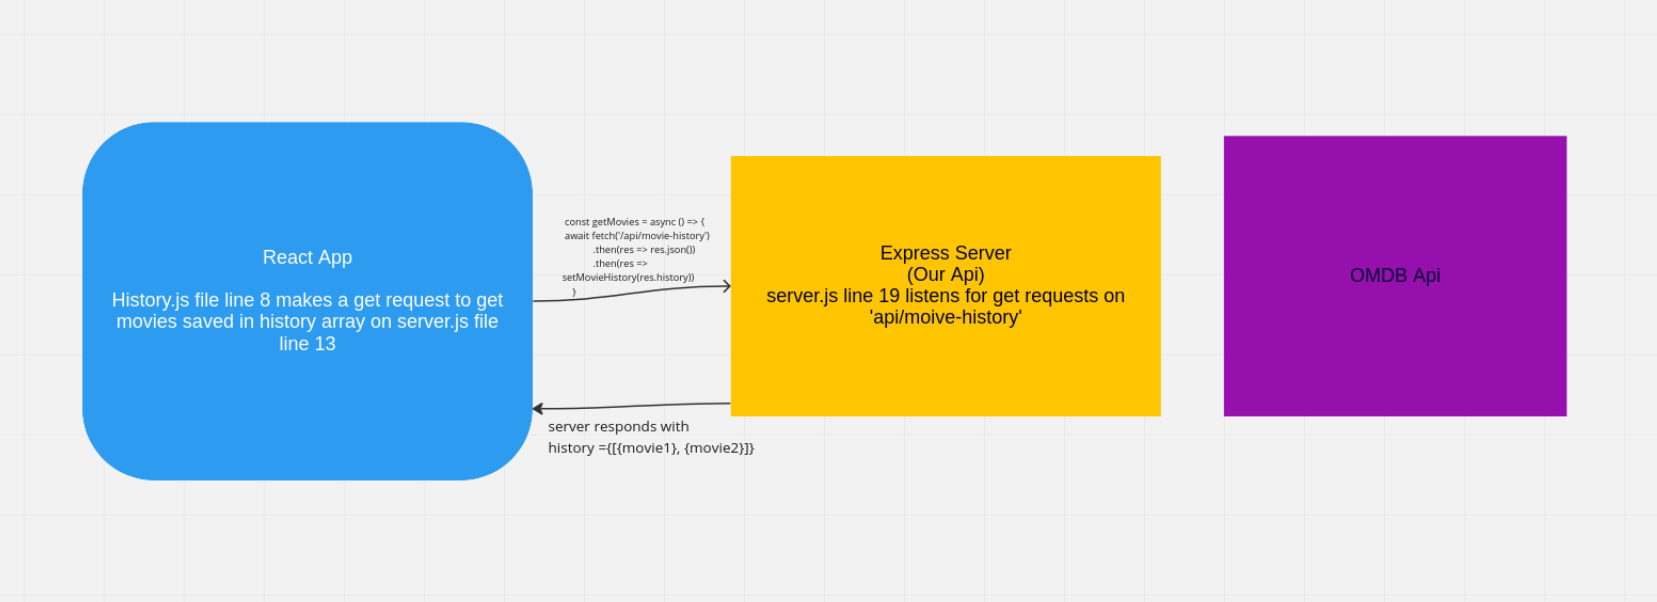 React App
History.js file line 8 makes a get request to get
movies saved in history array on server.js file
line 13
const getMovies = async () => {
await fetch('/api/movie-history')
.then(res => res.json())
.then(res =>
setMovieHistory(res.history))
}
server responds with
history ={[{movie1}, {movie2}]}
Express Server
(Our Api)
server.js line 19 listens for get requests on
'api/moive-history'
OMDB Api